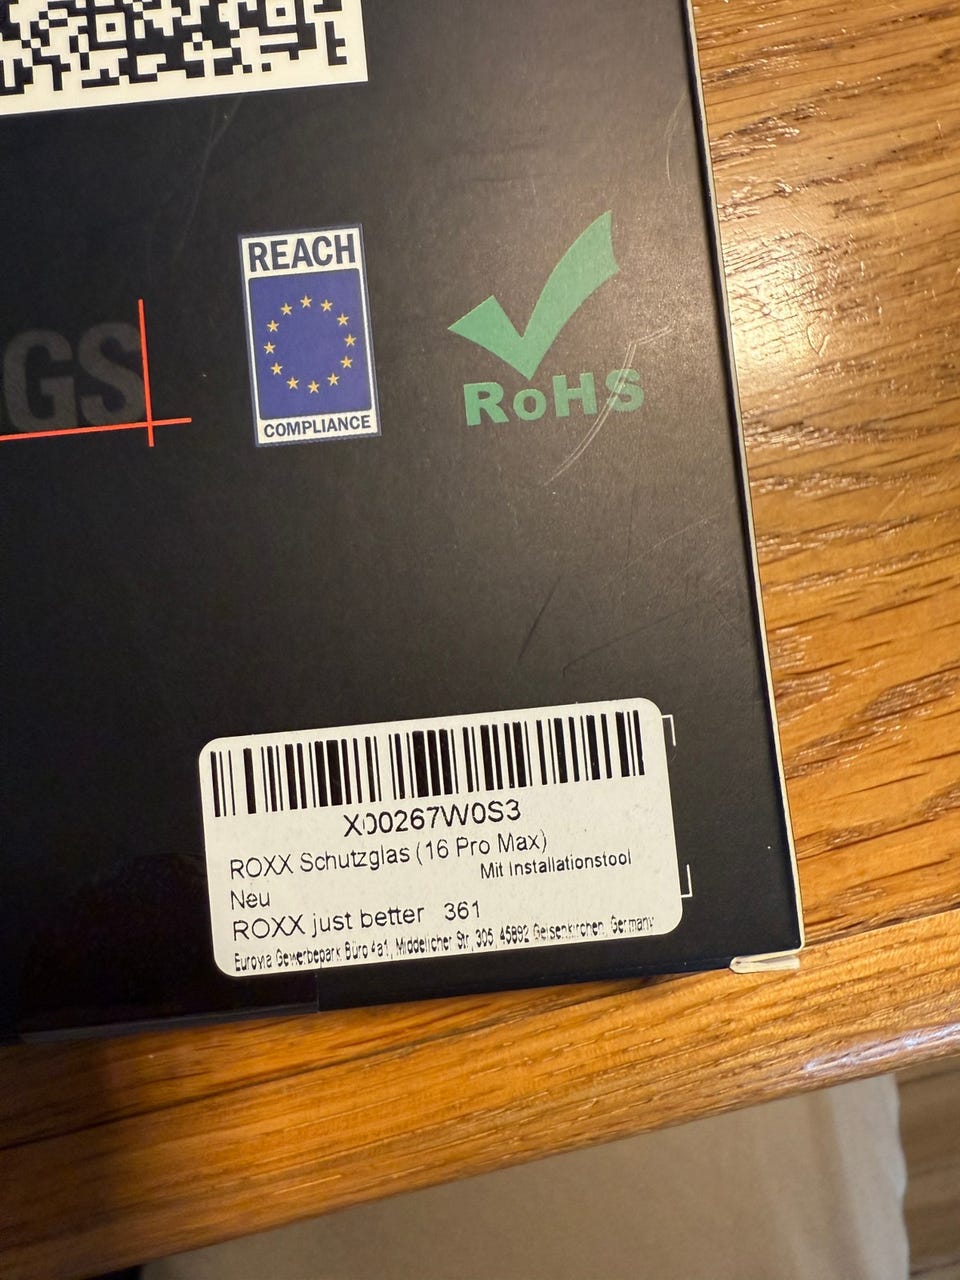 REACH
COMPLIANCE
RoHS
GS
X00267W0S3
ROXX Schutzglas (16 Pro Max)
Mit Installationstool
Neu
ROXX just better 361
Eurovia Gewerbepark Büro 4a1, Middelicher Str, 305, 45892 Gelsenkirchen, Germany